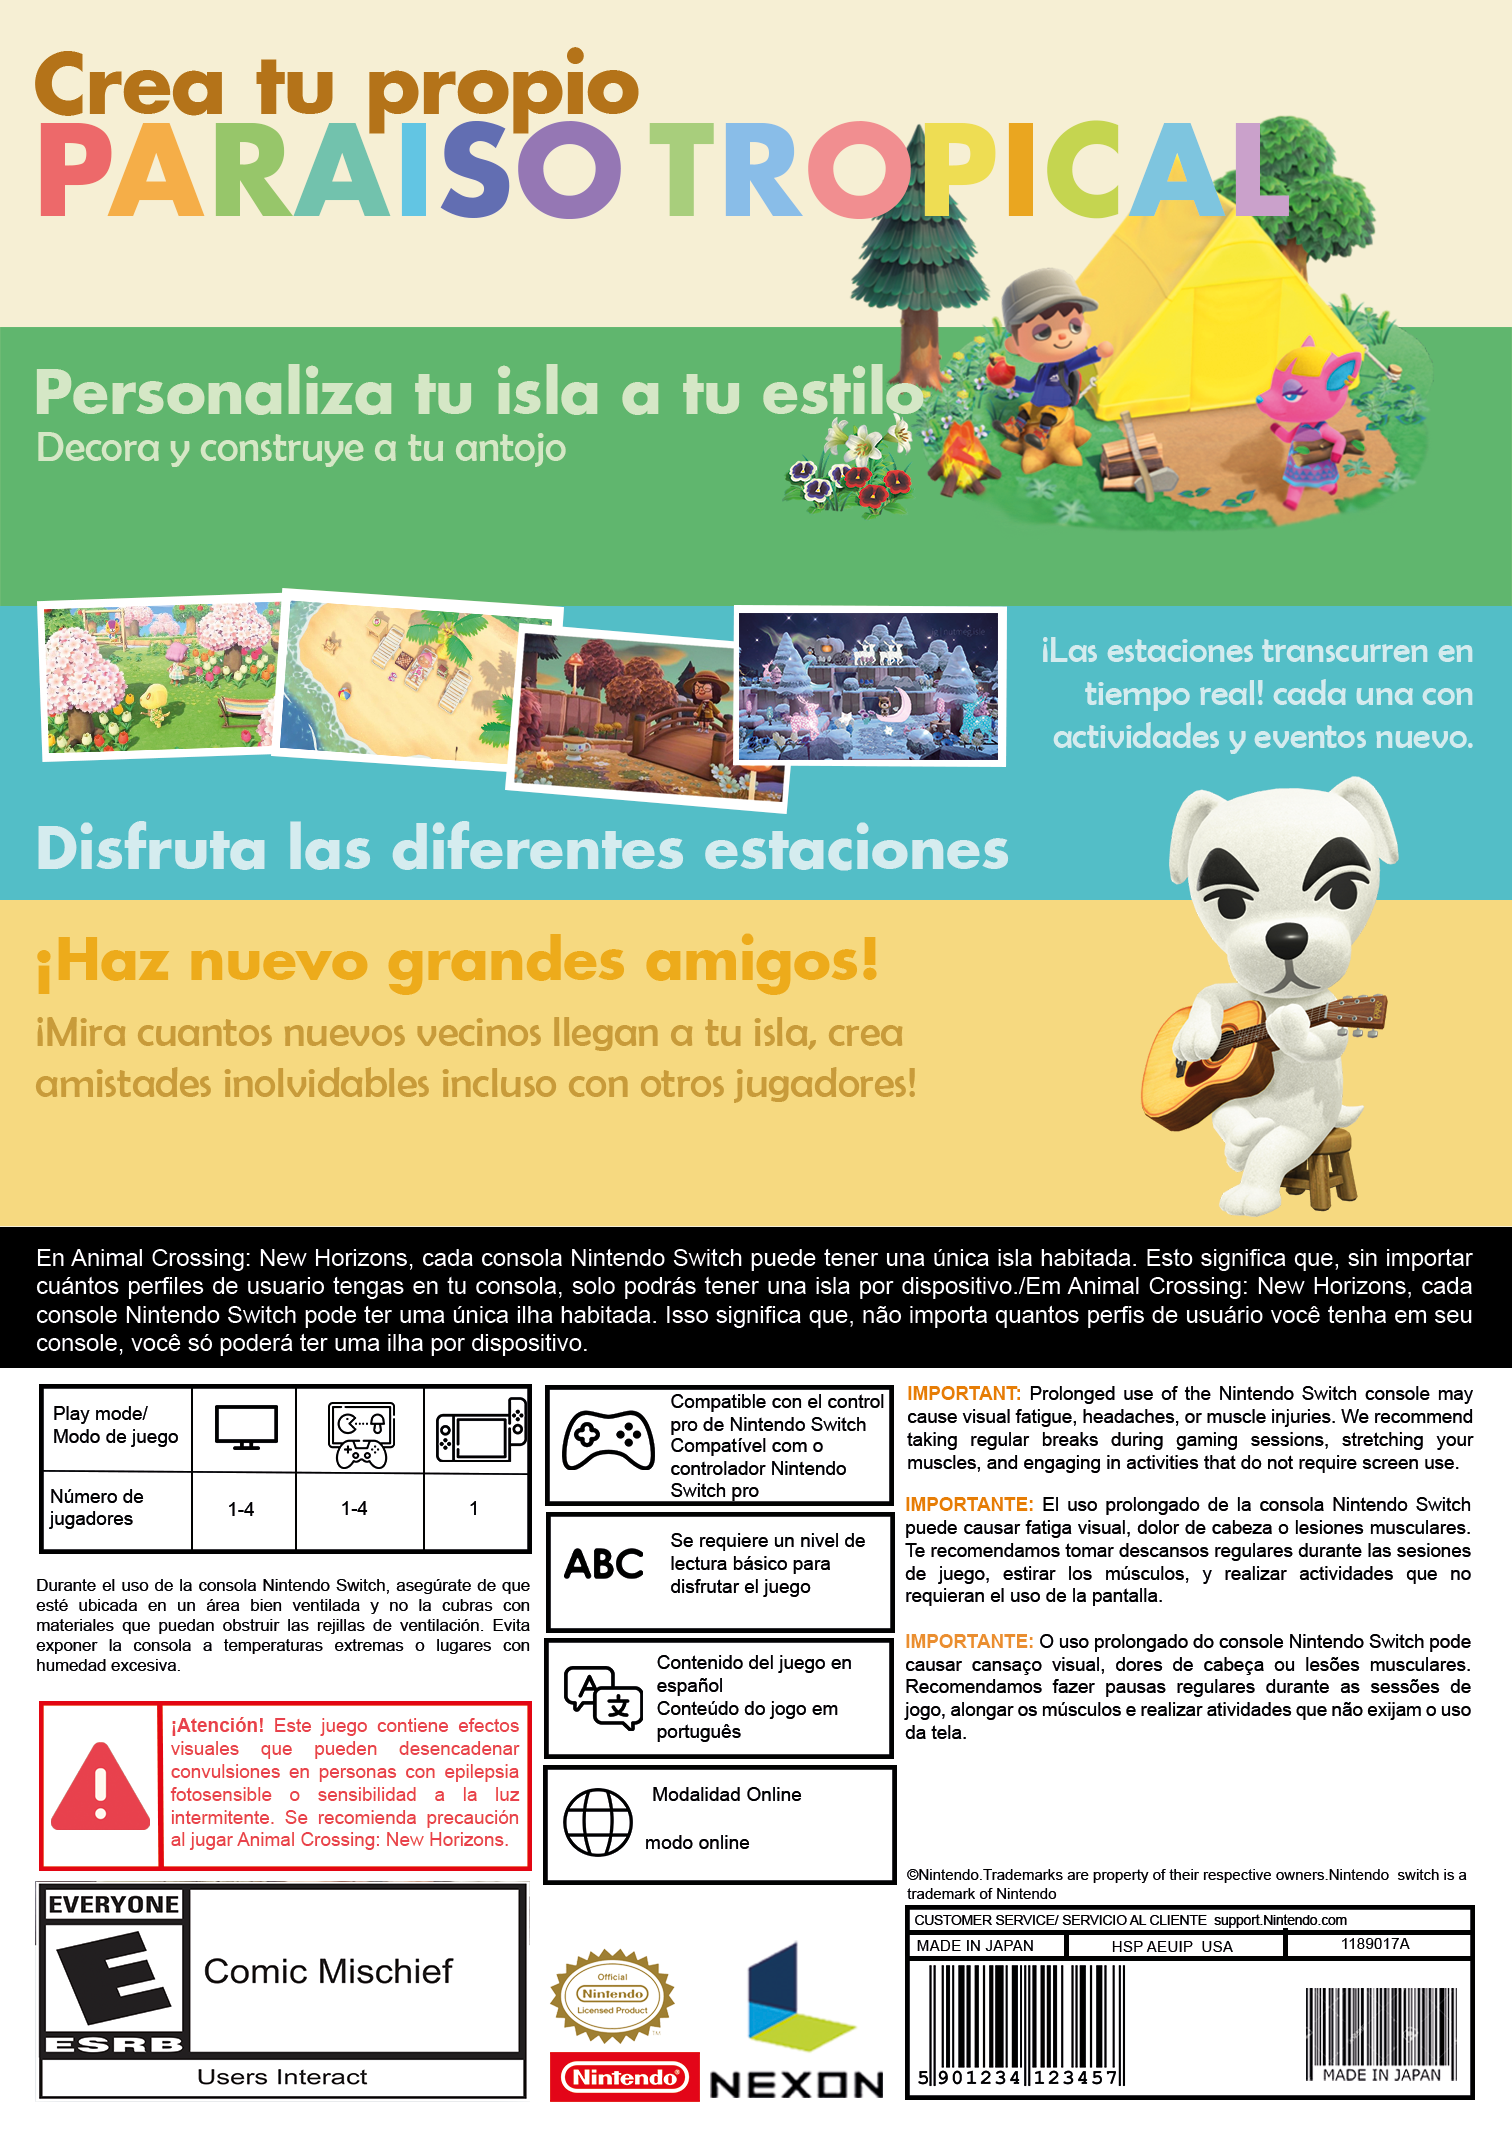 Crea tu propio
PARAISO TROPICAL
Personaliza tu isla a tu estilo
Decora y construye a tu antojo
¡Las estaciones transcurren en
tiempo real! cada una con
actividades y eventos nuevo.
Disfruta las diferentes estaciones
¡Haz nuevo grandes amigos!
¡Mira cuantos nuevos vecinos llegan a tu isla, crea
amistades inolvidables incluso con otros jugadores!
En Animal Crossing: New Horizons, cada consola Nintendo Switch puede tener una única isla habitada. Esto significa que, sin importar
cuántos perfiles de usuario tengas en tu consola, solo podrás tener una isla por dispositivo./Em Animal Crossing: New Horizons, cada
console Nintendo Switch pode ter uma única ilha habitada. Isso significa que, não importa quantos perfis de usuário você tenha em seu
console, você só poderá ter uma ilha por dispositivo.
Play mode/
Modo de juego
Número de
jugadores
1-4
1-4
1
Durante el uso de la consola Nintendo Switch, asegúrate de que
esté ubicada en un área bien ventilada y no la cubras con
materiales que puedan obstruir las rejillas de ventilación. Evita
exponer la consola a temperaturas extremas o lugares con
humedad excesiva.
¡Atención! Este juego contiene efectos
visuales que pueden desencadenar
convulsiones en personas con epilepsia
fotosensible o sensibilidad a la luz
intermitente. Se recomienda precaución
al jugar Animal Crossing: New Horizons.
EVERYONE
E
ESRB
Comic Mischief
Users Interact
Compatible con el control
pro de Nintendo Switch
Compatível com o
controlador Nintendo
Switch pro
ABC
Se requiere un nivel de
lectura básico para
disfrutar el juego
A
文
Contenido del juego en
español
Conteúdo do jogo em
português
Modalidad Online
modo online
Official
Nintendo
Licensed Product
TM
Nintendo®
NEXON
IMPORTANT: Prolonged use of the Nintendo Switch console may
cause visual fatigue, headaches, or muscle injuries. We recommend
taking regular breaks during gaming sessions, stretching your
muscles, and engaging in activities that do not require screen use.
IMPORTANTE: El uso prolongado de la consola Nintendo Switch
puede causar fatiga visual, dolor de cabeza o lesiones musculares.
Te recomendamos tomar descansos regulares durante las sesiones
de juego, estirar los músculos, y realizar actividades que no
requieran el uso de la pantalla.
IMPORTANTE: O uso prolongado do console Nintendo Switch pode
causar cansaço visual, dores de cabeça ou lesões musculares.
Recomendamos fazer pausas regulares durante as sessões de
jogo, alongar os músculos e realizar atividades que não exijam o uso
da tela.
©Nintendo.Trademarks are property of their respective owners.Nintendo switch is a
trademark of Nintendo
CUSTOMER SERVICE/ SERVICIO AL CLIENTE support.Nintendo.com
MADE IN JAPAN
HSP AEUIP USA
1189017A
5 901234 123457
MADE IN JAPAN